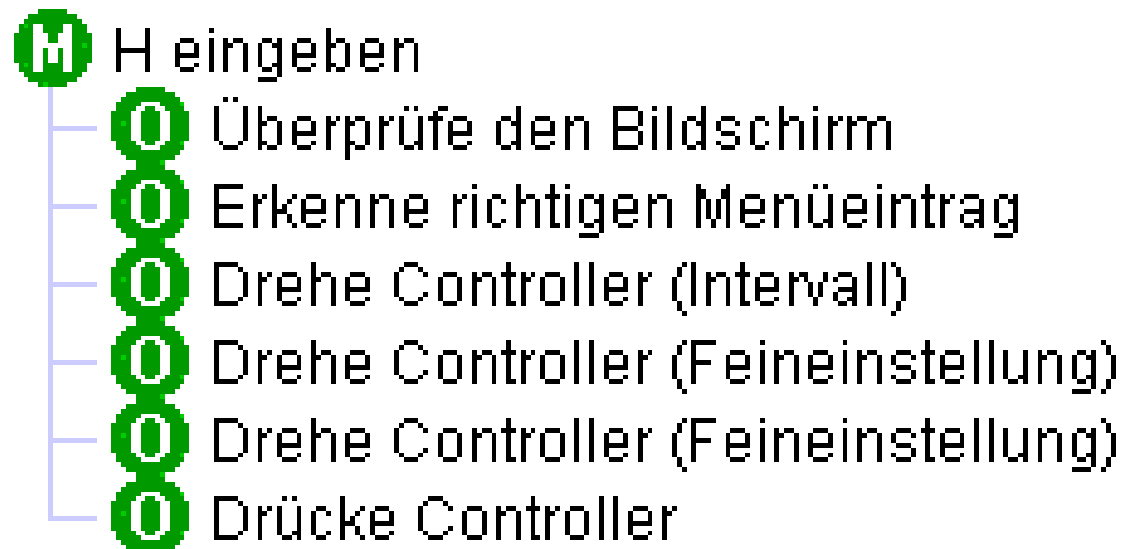 M H eingeben
O Überprüfe den Bildschirm
O Erkenne richtigen Menüeintrag
O Drehe Controller (Intervall)
O Drehe Controller (Feineinstellung)
O Drehe Controller (Feineinstellung)
O Drücke Controller